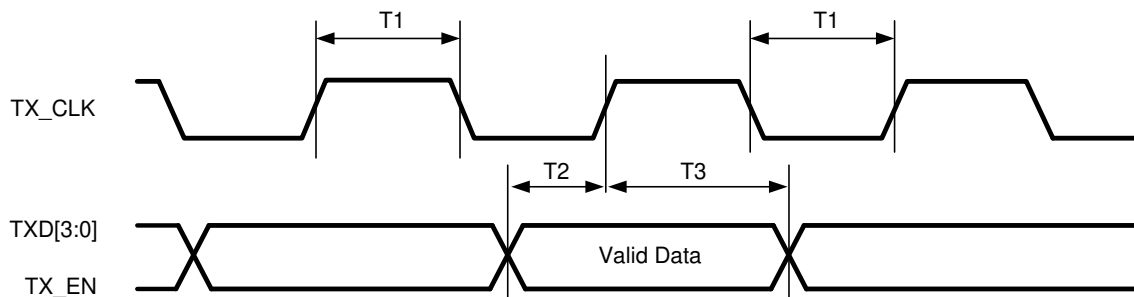 T1
T1
TX_CLK
T2
T3
TXD[3:0]
Valid Data
TX_EN